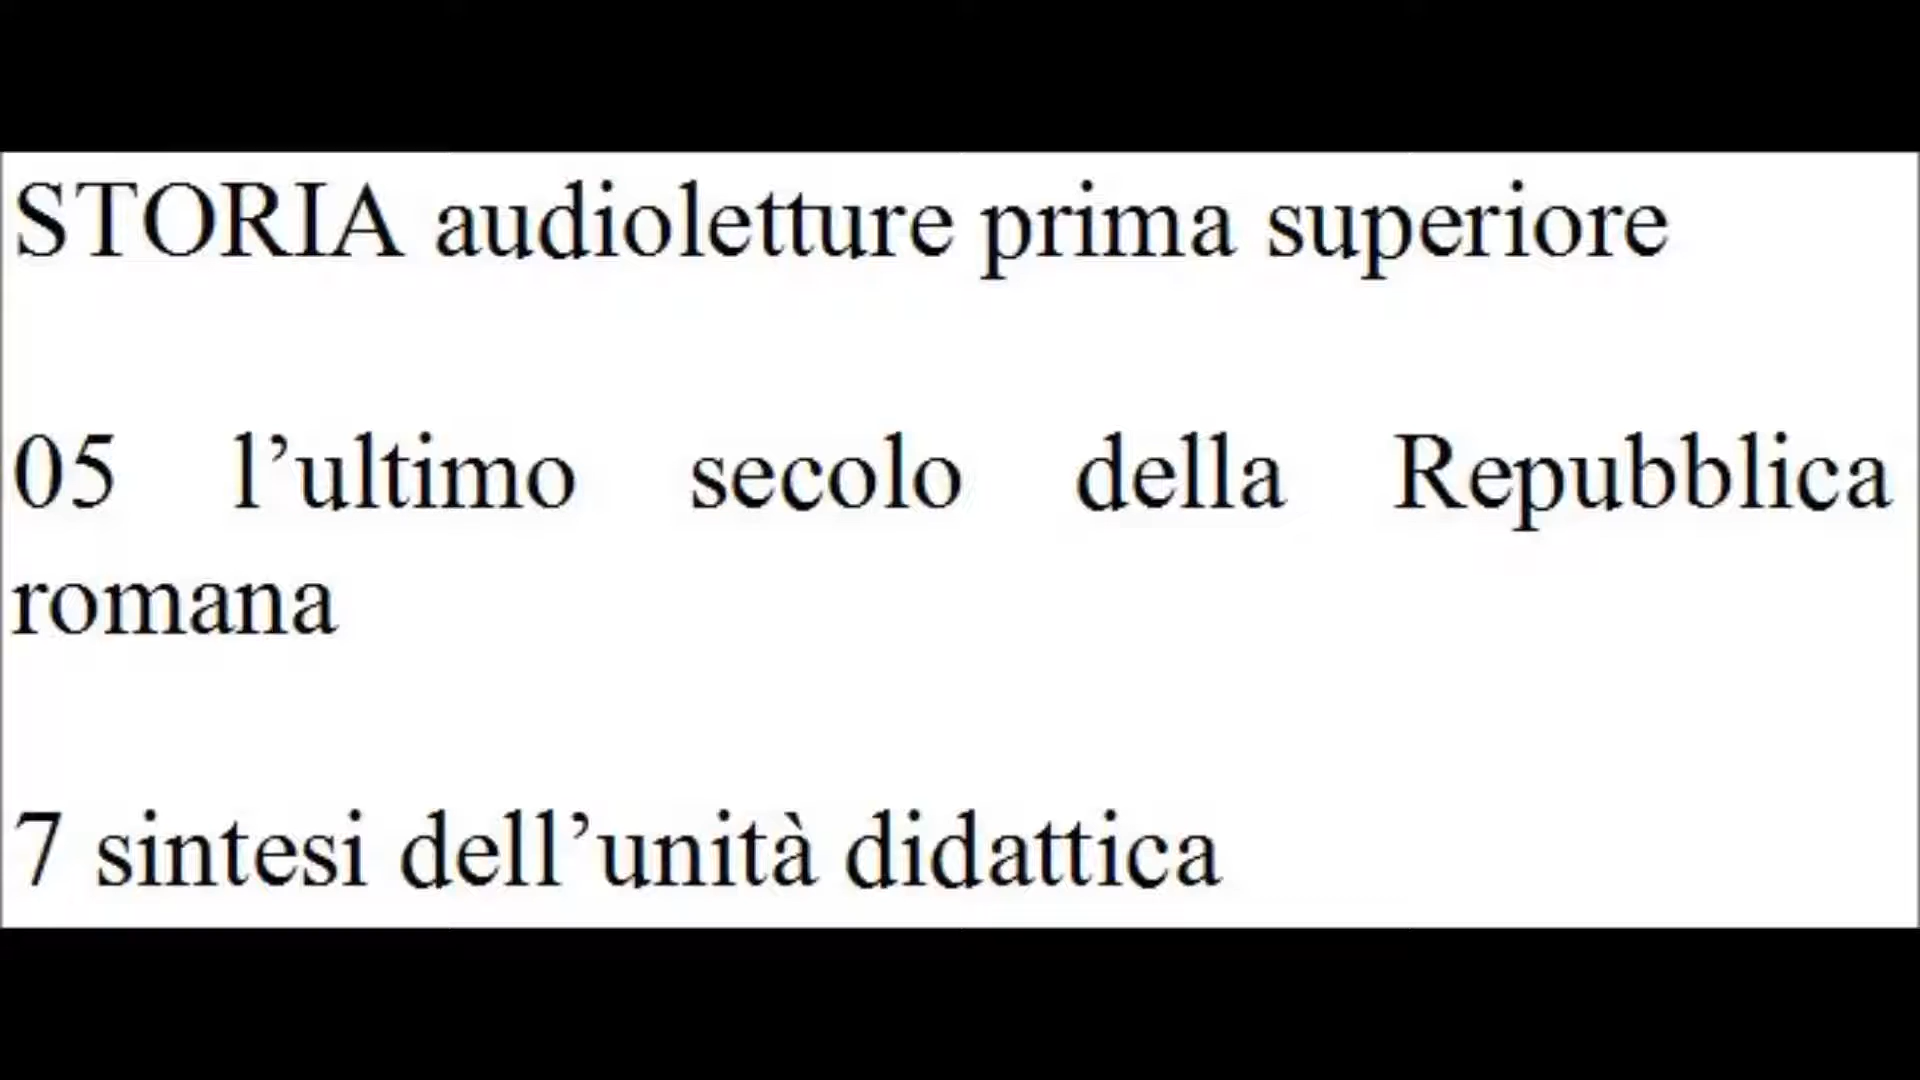 STORIA audioletture prima superiore
05 l’ultimo secolo della Repubblica
romana
7 sintesi dell’unità didattica